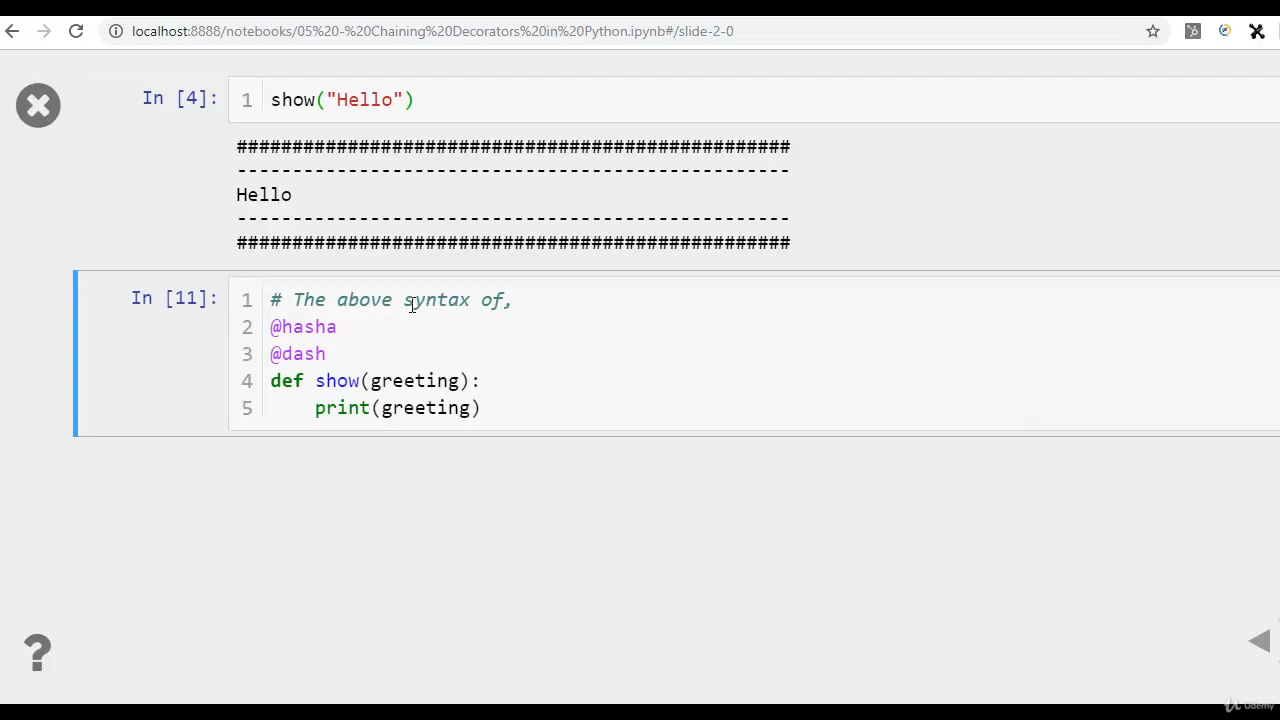 localhost:8888/notebooks/05%20-%20Chaining%20Decorators%20in%20Python.ipynb#/slide-2-0
In [4]: 1 show("Hello")
##################################################
--------------------------------------------------
Hello
--------------------------------------------------
##################################################
In [11]: 1 # The above syntax of,
2 @hasha
3 @dash
4 def show(greeting):
5 print(greeting)
?
Udemy